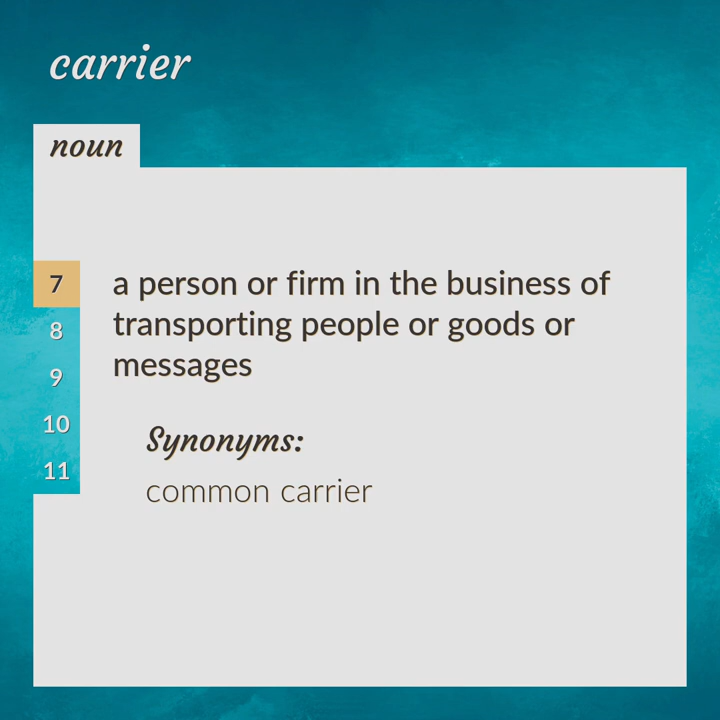 carrier
noun
7
a person or firm in the business of
8
transporting people or goods or
9
messages
10
Synonyms:
11
common carrier